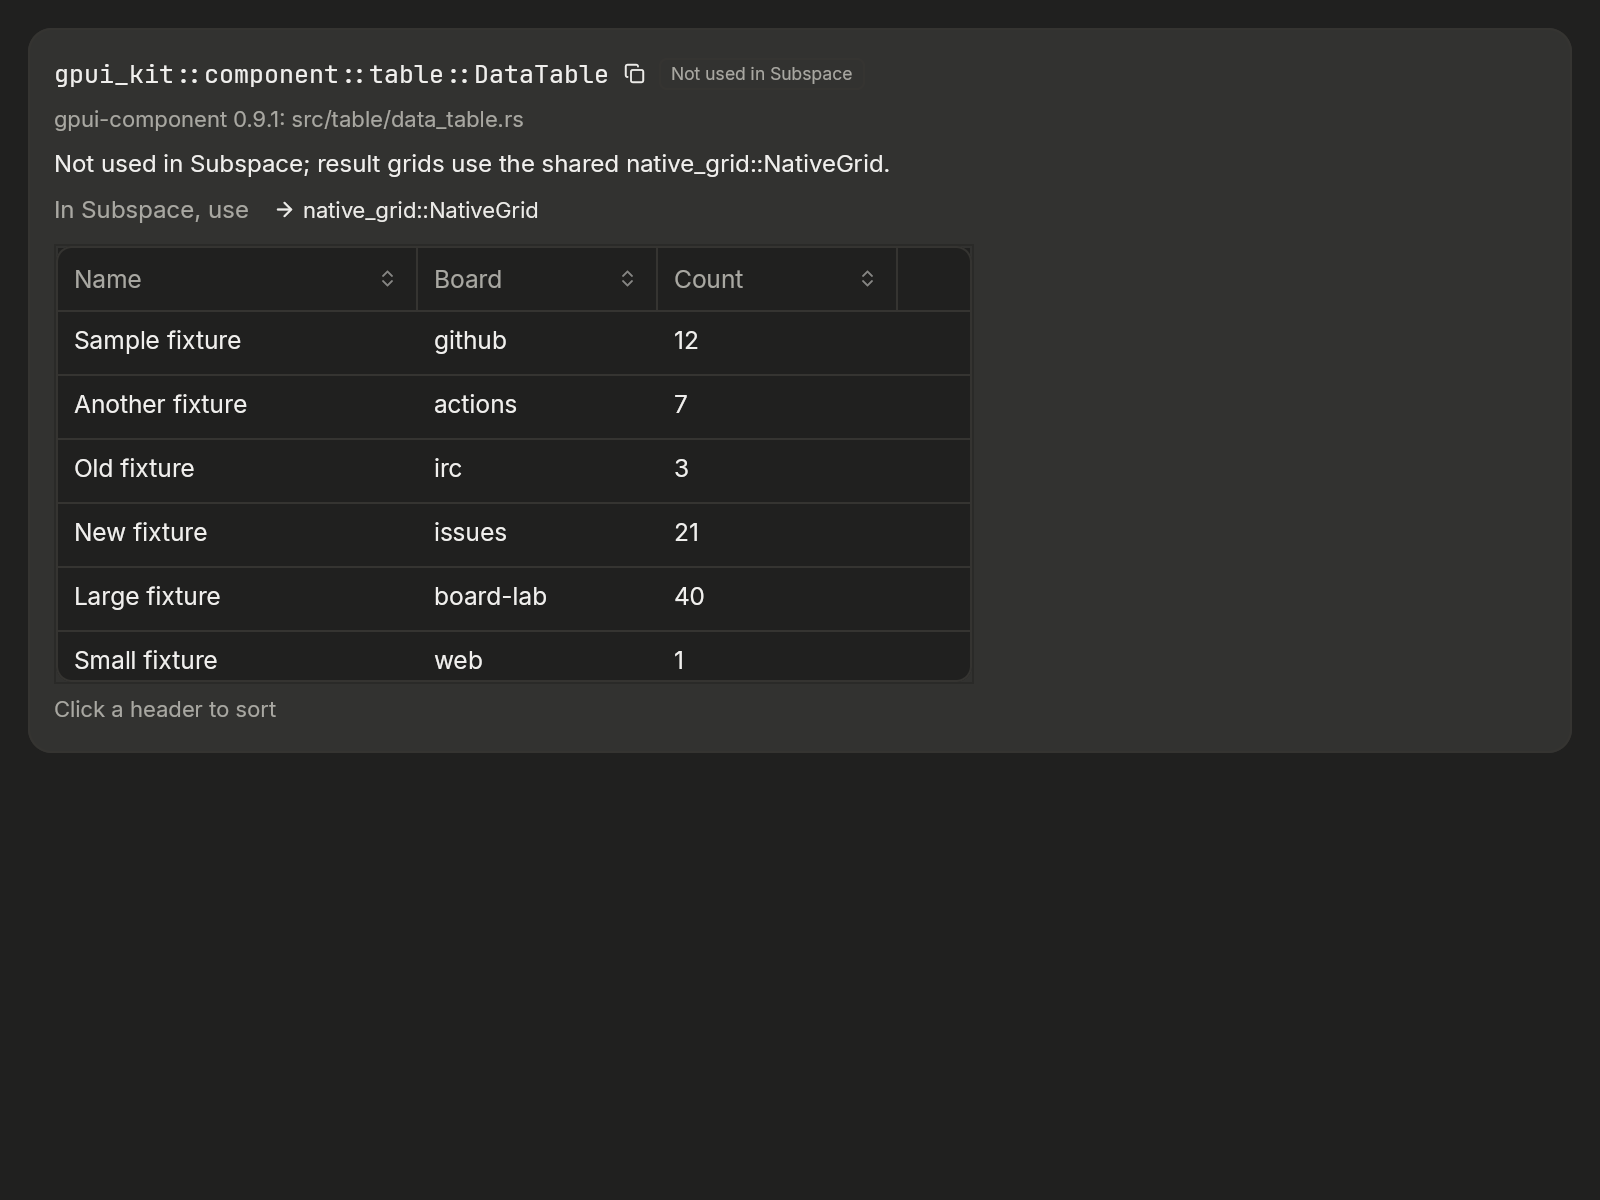 gpui_kit::component::table::DataTable Not used in Subspace
gpui-component 0.9.1: src/table/data_table.rs
Not used in Subspace; result grids use the shared native_grid::NativeGrid.
In Subspace, use → native_grid::NativeGrid
Name Board Count
Sample fixture github 12
Another fixture actions 7
Old fixture irc 3
New fixture issues 21
Large fixture board-lab 40
Small fixture web 1
Click a header to sort